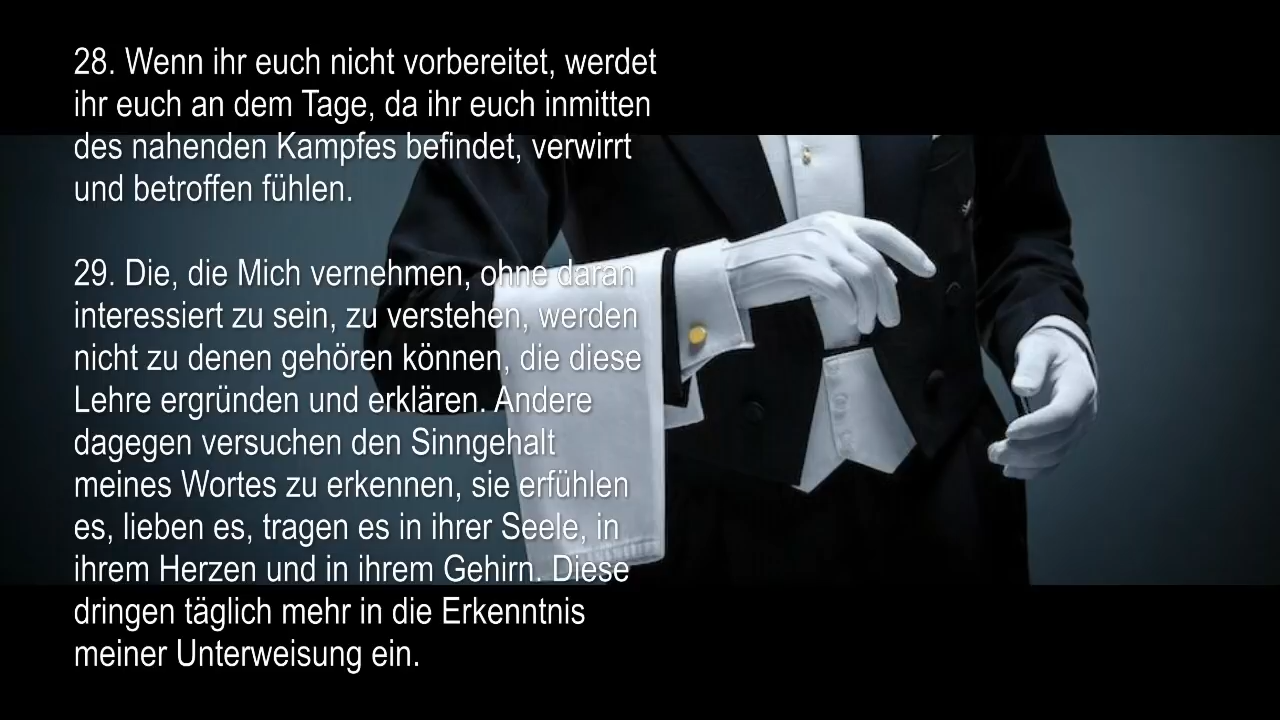 28. Wenn ihr euch nicht vorbereitet, werdet
ihr euch an dem Tage, da ihr euch inmitten
des nahenden Kampfes befindet, verwirrt
und betroffen fühlen.
29. Die, die Mich vernehmen, ohne daran
interessiert zu sein, zu verstehen, werden
nicht zu denen gehören können, die diese
Lehre ergründen und erklären. Andere
dagegen versuchen den Sinngehalt
meines Wortes zu erkennen, sie erfühlen
es, lieben es, tragen es in ihrer Seele, in
ihrem Herzen und in ihrem Gehirn. Diese
dringen täglich mehr in die Erkenntnis
meiner Unterweisung ein.